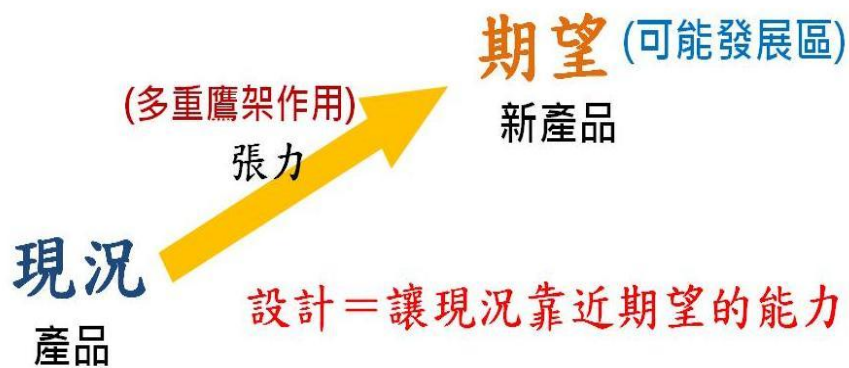 期望 (可能發展區)
新產品
(多重鷹架作用)
張力
現況
產品
設計＝讓現況靠近期望的能力